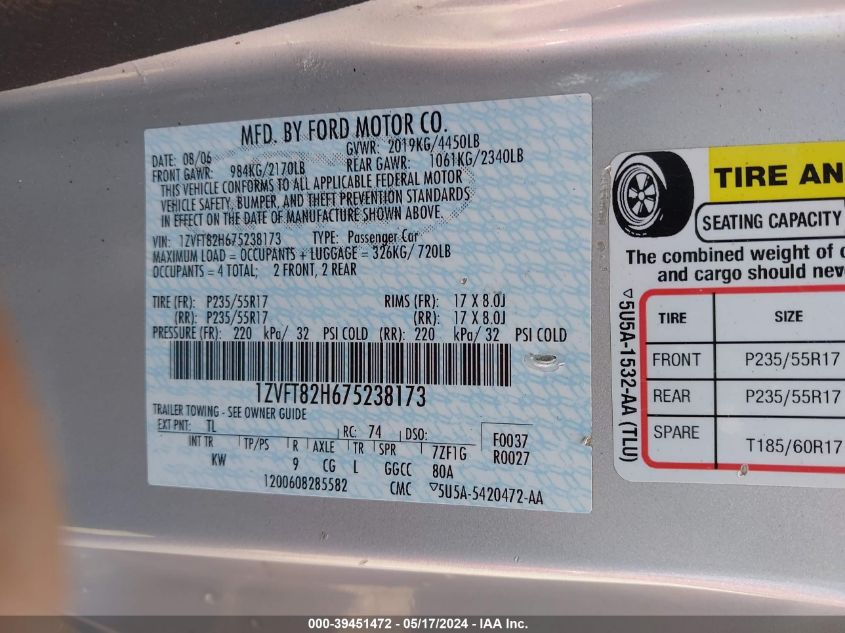 MFD. BY FORD MOTOR CO.
DATE: 08/06 GVWR: 2019KG/4450LB
FRONT GAWR: 984KG/2170LB REAR GAWR: 1061KG/2340LB
THIS VEHICLE CONFORMS TO ALL APPLICABLE FEDERAL MOTOR
VEHICLE SAFETY, BUMPER, AND THEFT PREVENTION STANDARDS
IN EFFECT ON THE DATE OF MANUFACTURE SHOWN ABOVE.
VIN: 1ZVFT82H675238173 TYPE: Passenger Car
MAXIMUM LOAD = OCCUPANTS + LUGGAGE = 326KG/ 720LB
OCCUPANTS = 4 TOTAL; 2 FRONT, 2 REAR
TIRE (FR): P235/55R17 RIMS (FR): 17 X 8.0J
(RR): P235/55R17 (RR): 17 X 8.0J
PRESSURE (FR): 220 kPa/ 32 PSI COLD (RR): 220 kPa/ 32 PSI COLD
1ZVFT82H675238173
TRAILER TOWING - SEE OWNER GUIDE
EXT PNT: TL RC: 74 DSO: F0037
INT TR TP/PS R AXLE TR SPR 7ZF1G R0027
KW 9 CG L GGCC 80A
1200608285582 CMC ▽5U5A-5420472-AA
TIRE AN
SEATING CAPACITY
The combined weight of
and cargo should neve
▽5U5A-1532-AA (TLU)
TIRE SIZE
FRONT P235/55R17
REAR P235/55R17
SPARE T185/60R17
000-39451472 - 05/17/2024 - IAA Inc.